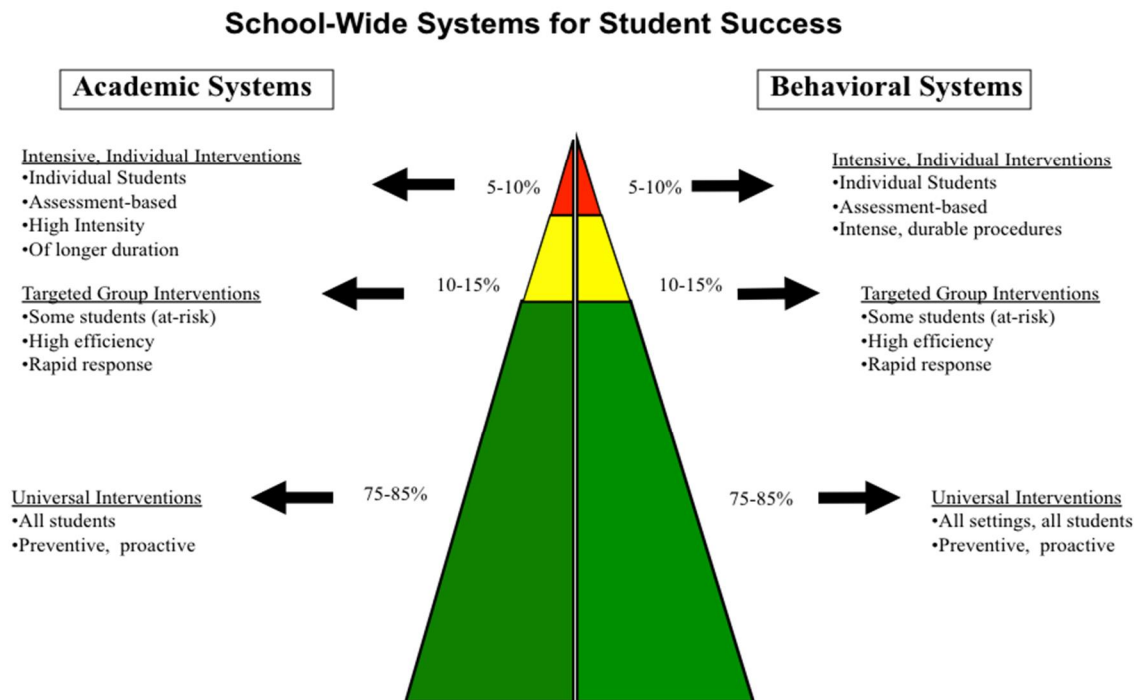 School-Wide Systems for Student Success
Academic Systems
Behavioral Systems
Intensive, Individual Interventions
•Individual Students
•Assessment-based
•High Intensity
•Of longer duration
5-10%
5-10%
Intensive, Individual Interventions
•Individual Students
•Assessment-based
•Intense, durable procedures
Targeted Group Interventions
•Some students (at-risk)
•High efficiency
•Rapid response
10-15%
10-15%
Targeted Group Interventions
•Some students (at-risk)
•High efficiency
•Rapid response
Universal Interventions
•All students
•Preventive, proactive
75-85%
75-85%
Universal Interventions
•All settings, all students
•Preventive, proactive